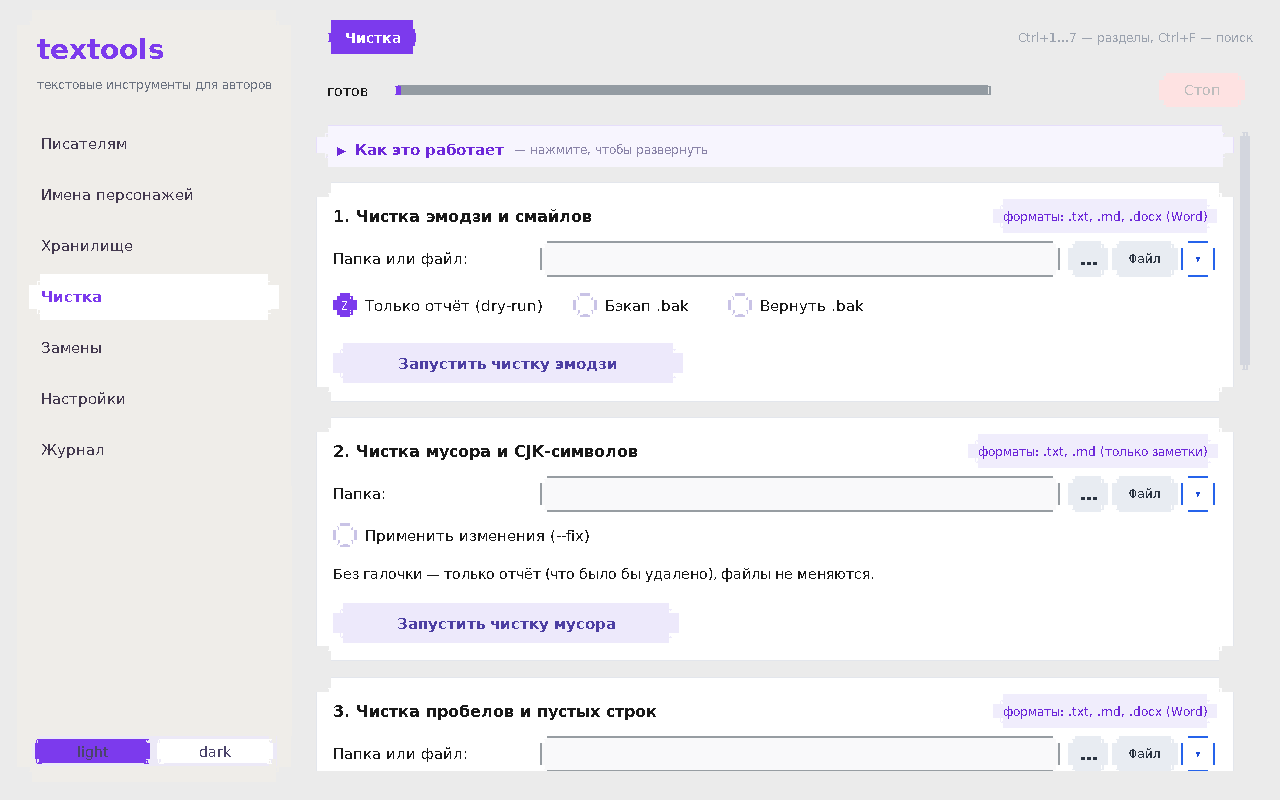 textools
текстовые инструменты для авторов
Писателям
Имена персонажей
Хранилище
Чистка
Замены
Настройки
Журнал
light
dark
Чистка
Ctrl+1...7 — разделы, Ctrl+F — поиск
готов
Стоп
▶ Как это работает — нажмите, чтобы развернуть
1. Чистка эмодзи и смайлов
форматы: .txt, .md, .docx (Word)
Папка или файл:
... Файл ▾
Z Только отчёт (dry-run) Бэкап .bak Вернуть .bak
Запустить чистку эмодзи
2. Чистка мусора и CJK-символов
форматы: .txt, .md (только заметки)
Папка:
... Файл ▾
Применить изменения (--fix)
Без галочки — только отчёт (что было бы удалено), файлы не меняются.
Запустить чистку мусора
3. Чистка пробелов и пустых строк
форматы: .txt, .md, .docx (Word)
Папка или файл:
... Файл ▾